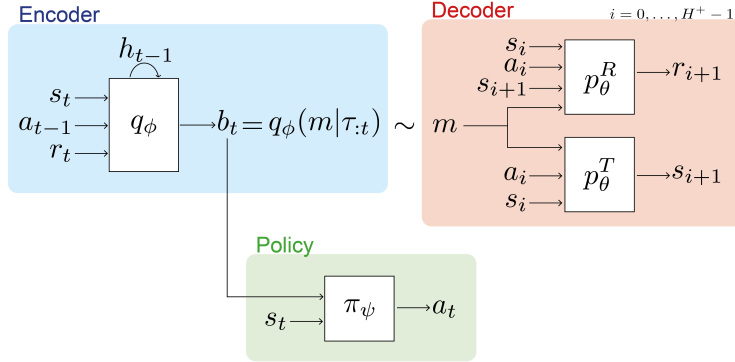 Encoder
h_{t-1}
s_t
a_{t-1}
r_t
q_ϕ
b_t = q_ϕ(m|τ_{:t}) ∼
Decoder
i = 0, . . . , H^+ − 1
s_i
a_i
s_{i+1}
p_θ^R
r_{i+1}
m
a_i
s_i
p_θ^T
s_{i+1}
Policy
s_t
π_ψ
a_t